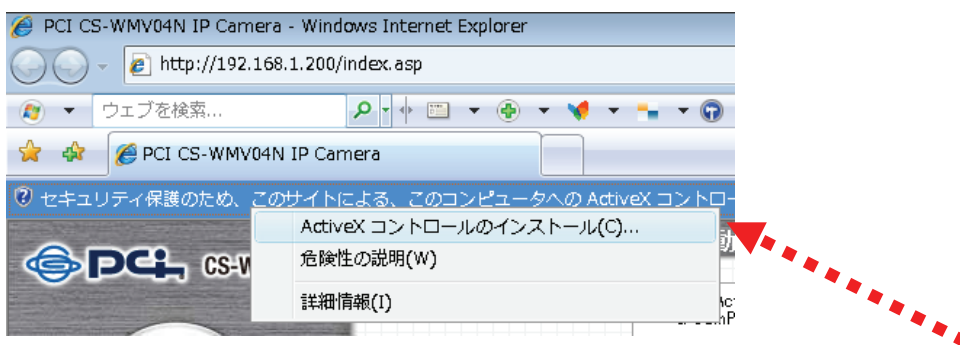 PCI CS-WMV04N IP Camera - Windows Internet Explorer
http://192.168.1.200/index.asp
ウェブを検索...
PCI CS-WMV04N IP Camera
セキュリティ保護のため、このサイトによる、このコンピュータへの ActiveX コントロー
ActiveX コントロールのインストール(C)...
PCi CS-W
危険性の説明(W)
詳細情報(I)